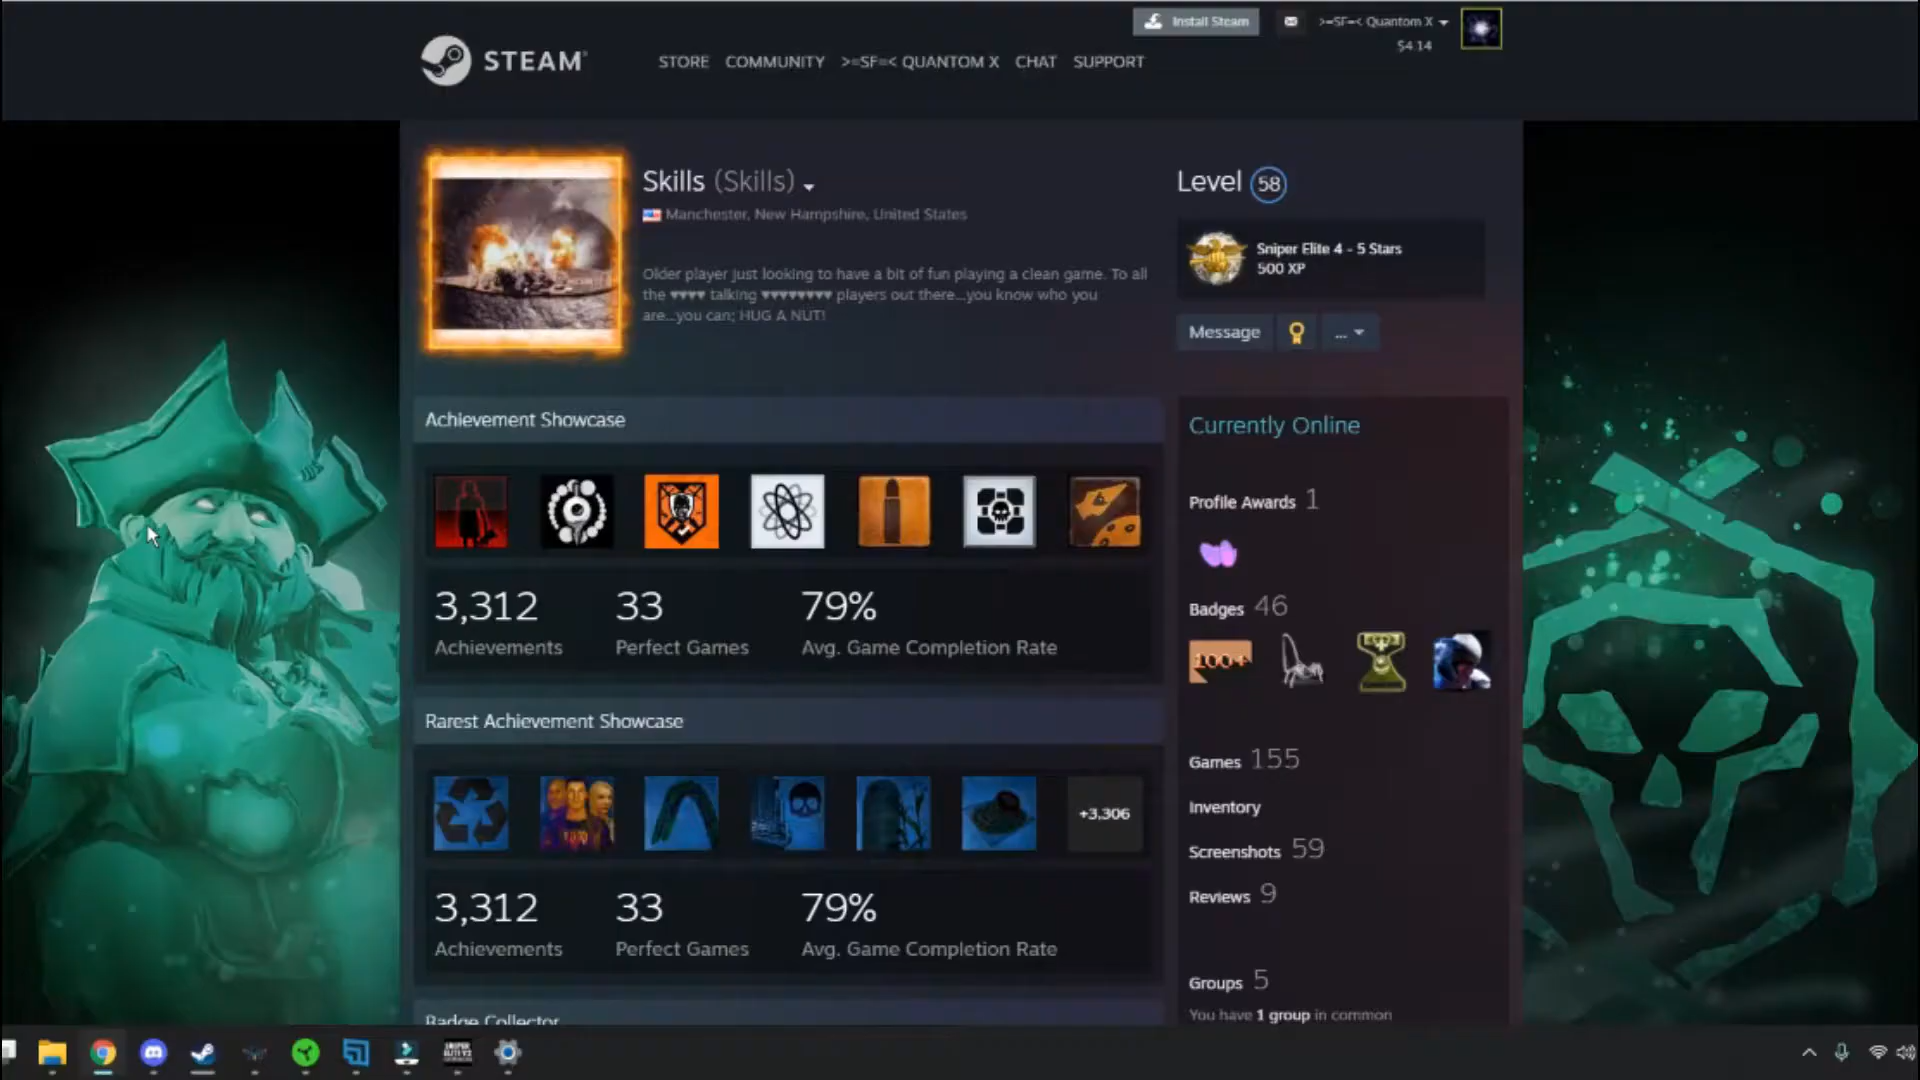 Install Steam
>=SF=< Quantom X
$4.14
STEAM
STORE COMMUNITY >=SF=< QUANTOM X CHAT SUPPORT
Skills (Skills)
Manchester, New Hampshire, United States
Older player just looking to have a bit of fun playing a clean game. To all
the ♥♥♥♥ talking ♥♥♥♥♥♥♥♥ players out there...you know who you
are...you can; HUG A NUT!
Level 58
Sniper Elite 4 - 5 Stars
500 XP
Message
...
Achievement Showcase
3,312 33 79%
Achievements Perfect Games Avg. Game Completion Rate
Rarest Achievement Showcase
+3,306
3,312 33 79%
Achievements Perfect Games Avg. Game Completion Rate
Badge Collector
Currently Online
Profile Awards 1
Badges 46
100+
Games 155
Inventory
Screenshots 59
Reviews 9
Groups 5
You have 1 group in common